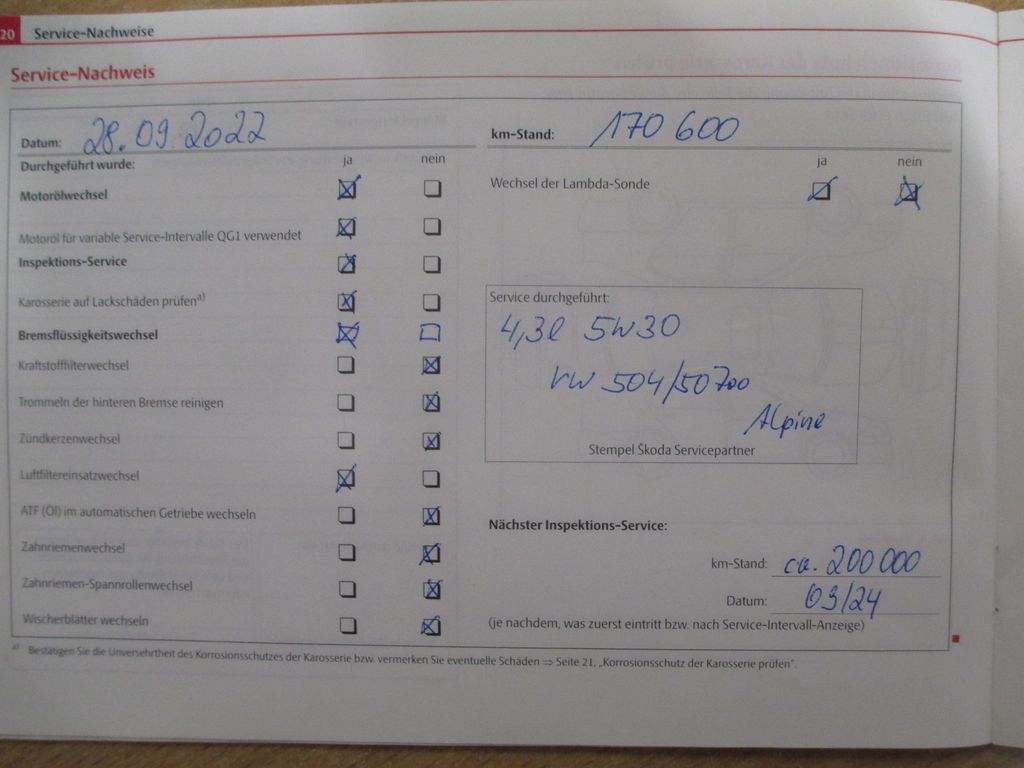 20 Service-Nachweise
Service-Nachweis
Datum: 28.09.2022
km-Stand: 170 600
Durchgeführt wurde: ja nein
Motorölwechsel
Motoröl für variable Service-Intervalle QG1 verwendet
Inspektions-Service
Karosserie auf Lackschäden prüfen a)
Bremsflüssigkeitswechsel
Kraftstofffilterwechsel
Trommeln der hinteren Bremse reinigen
Zündkerzenwechsel
Luftfiltereinsatzwechsel
ATF (Öl) im automatischen Getriebe wechseln
Zahnriemenwechsel
Zahnriemen-Spannrollenwechsel
Wischerblätter wechseln
ja nein
Wechsel der Lambda-Sonde
Service durchgeführt:
4,3l 5W30
VW 504/50700
Alpine
Stempel Škoda Servicepartner
Nächster Inspektions-Service:
km-Stand: ca. 200 000
Datum: 09/24
(je nachdem, was zuerst eintritt bzw. nach Service-Intervall-Anzeige)
a) Bestätigen Sie die Unversehrtheit des Korrosionsschutzes der Karosserie bzw. vermerken Sie eventuelle Schäden ⇒ Seite 21, „Korrosionsschutz der Karosserie prüfen“.